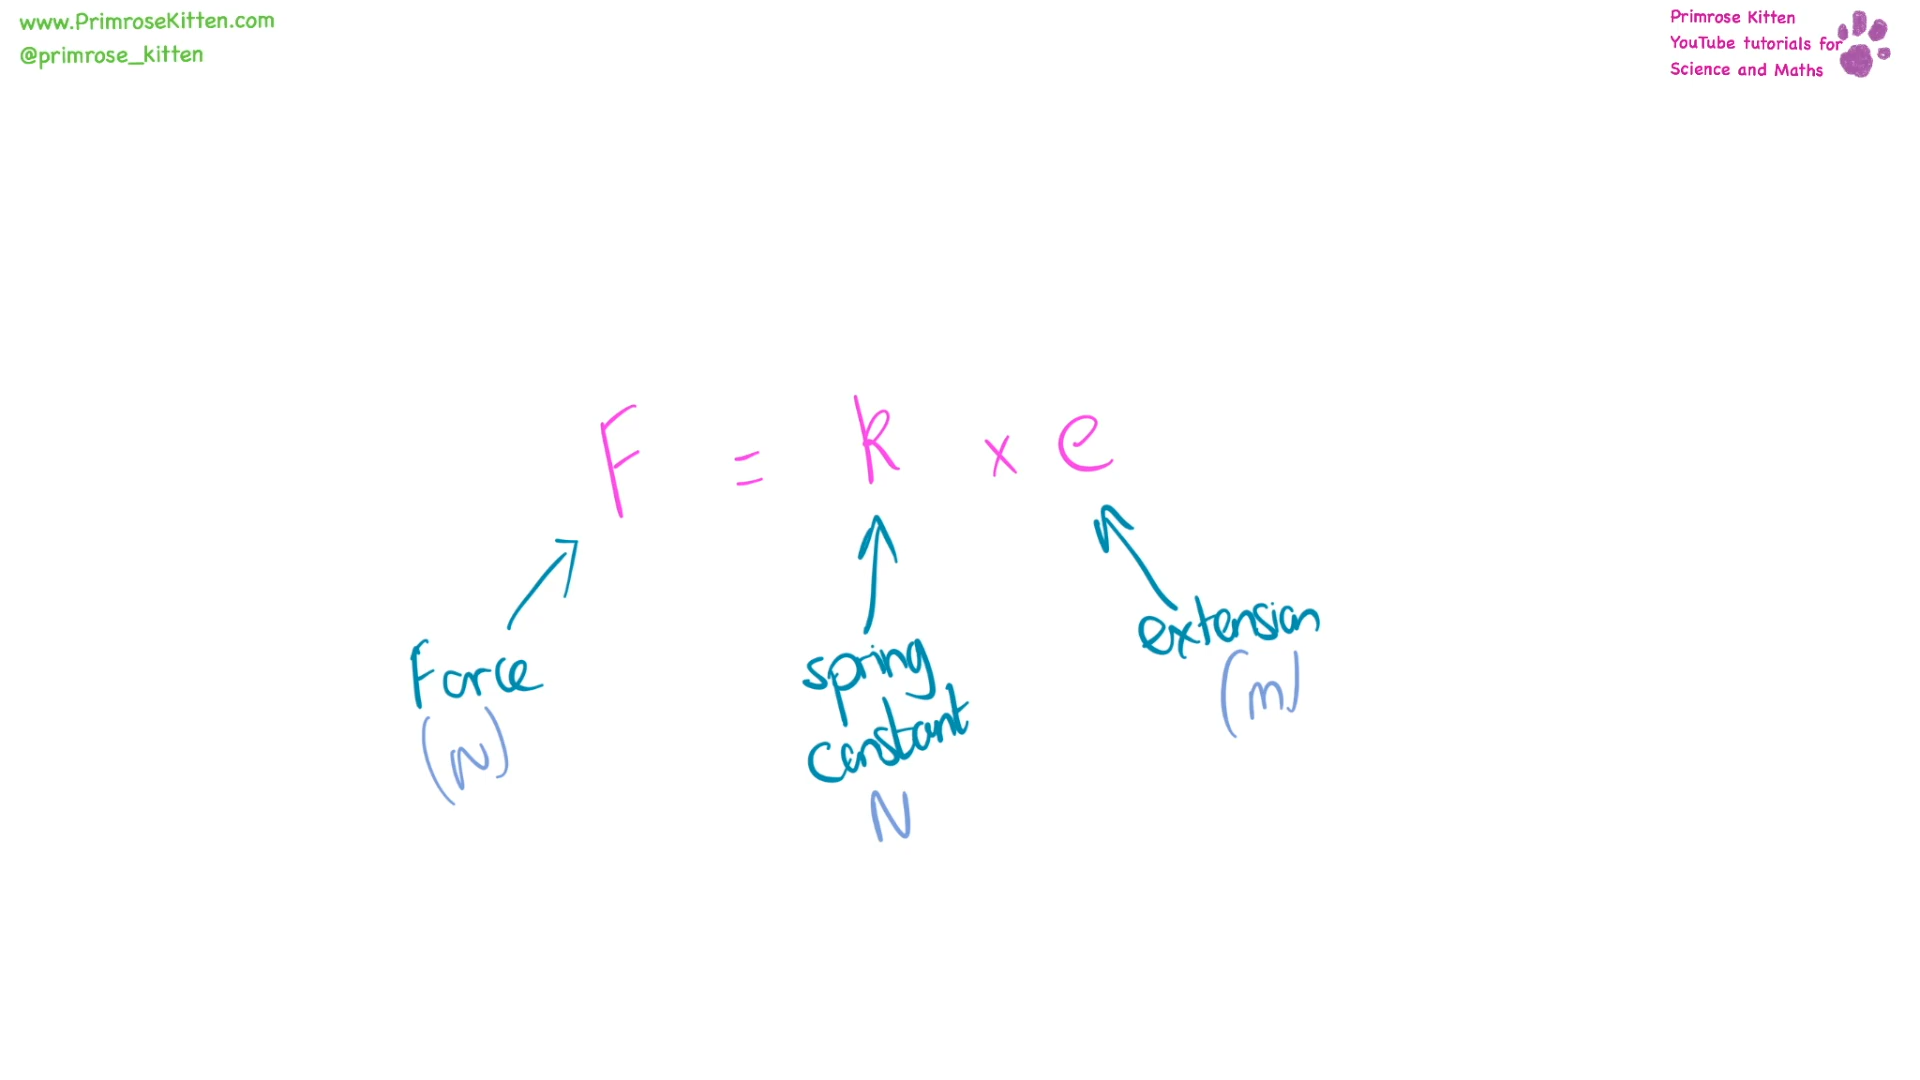 www.PrimroseKitten.com
@primrose_kitten
Primrose Kitten
YouTube tutorials for
Science and Maths
F = k x e
Force
(N)
spring
constant
N
extension
(m)